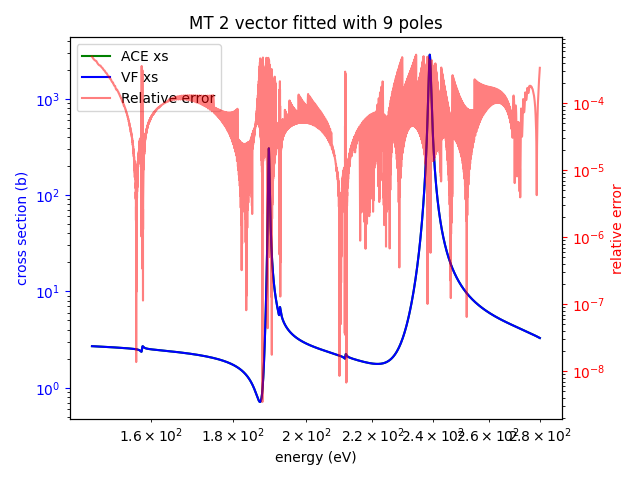 MT 2 vector fitted with 9 poles
ACE xs
VF xs
Relative error
cross section (b)
10³
10²
10¹
10⁰
relative error
10⁻⁴
10⁻⁵
10⁻⁶
10⁻⁷
10⁻⁸
1.6 × 10² 1.8 × 10² 2 × 10² 2.2 × 10² 2.4 × 10² 2.6 × 10² 2.8 × 10²
energy (eV)